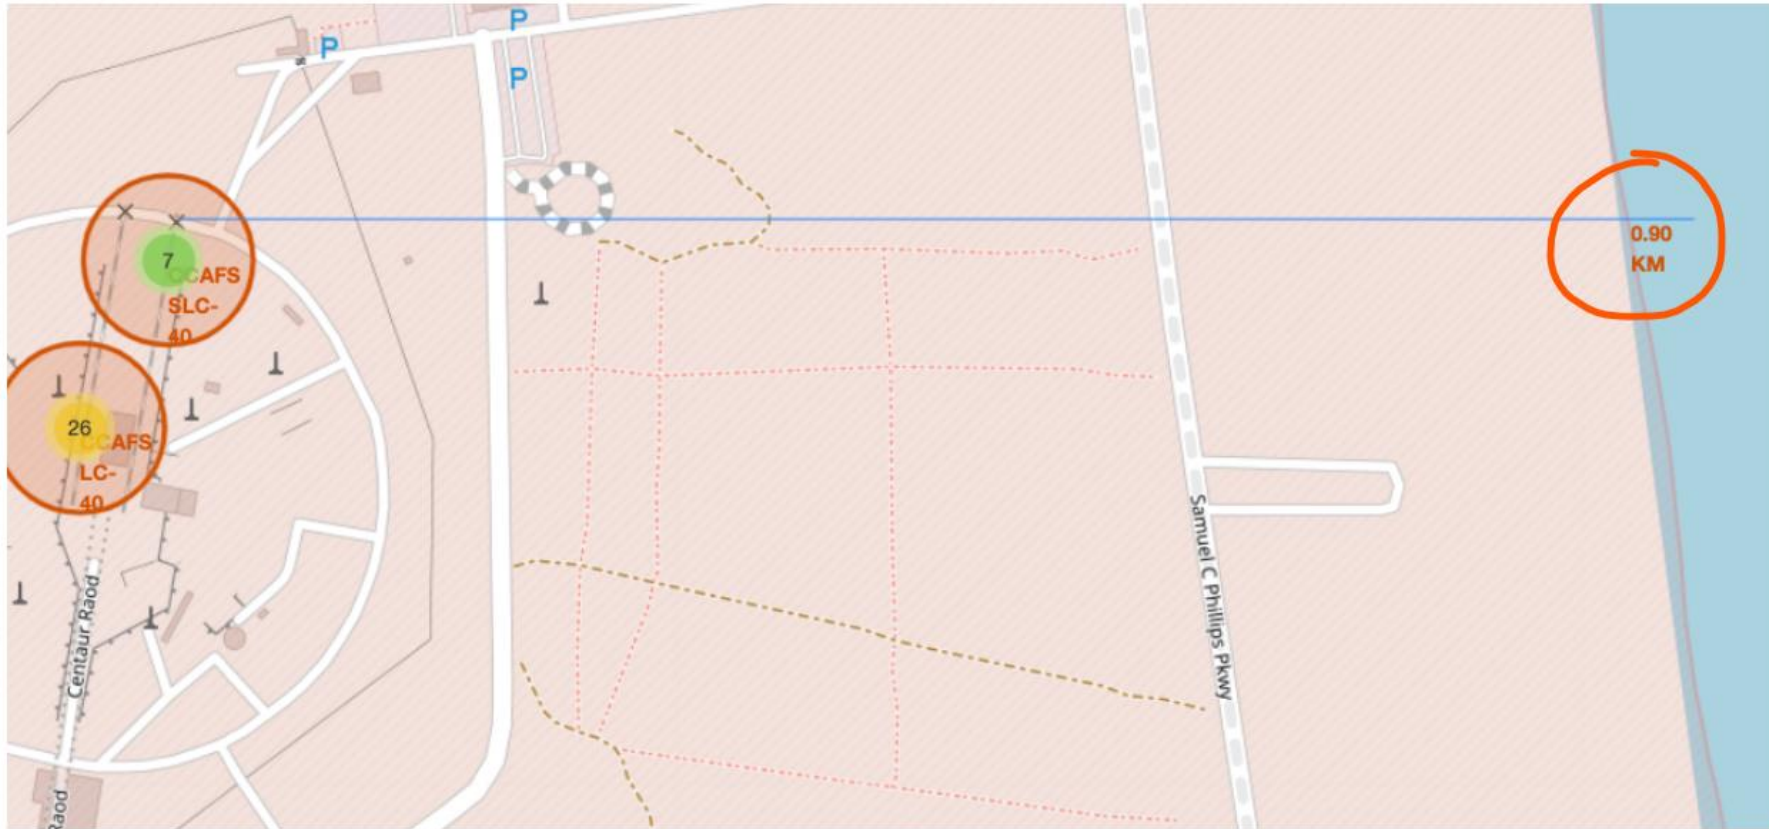 P
P
P
7
CCAFS
SLC-
40
26
CCAFS
LC-
40
0.90
KM
Samuel C Phillips Pkwy
Centaur Raod
Raod